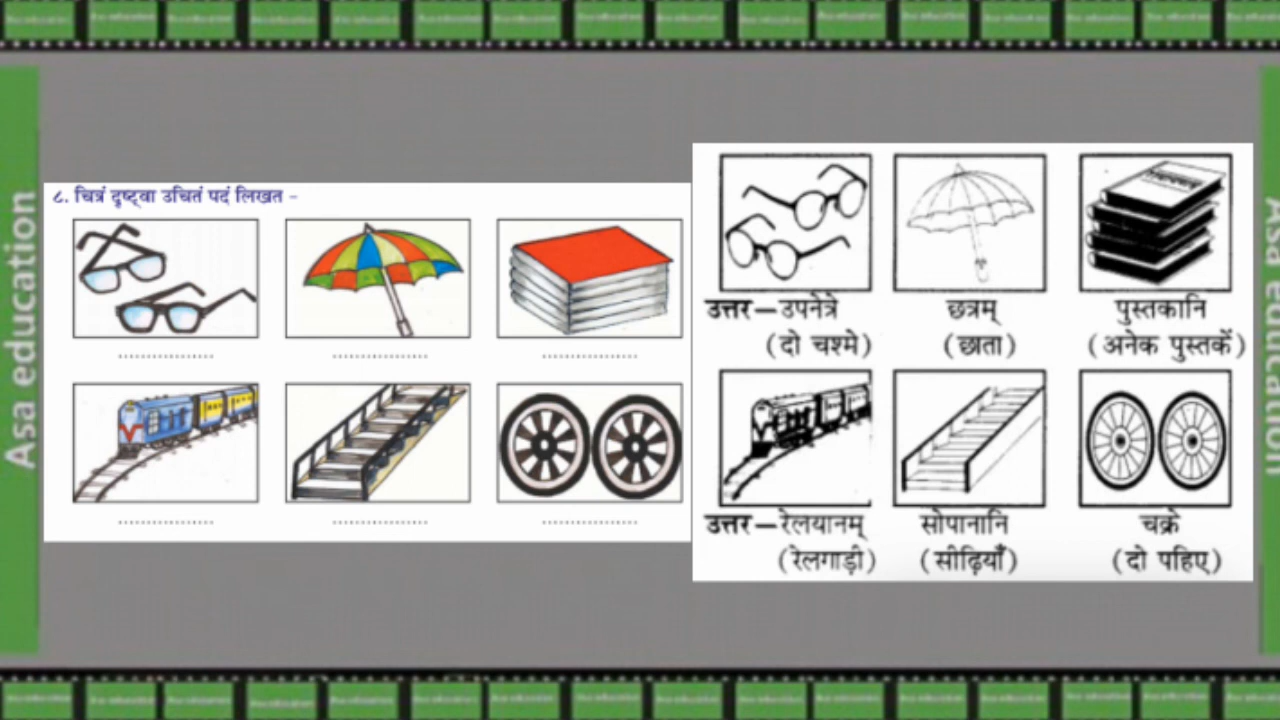 Asa education
८. चित्रं दृष्ट्वा उचितं पदं लिखत –
उत्तर—उपनेत्रे छत्रम् पुस्तकानि
(दो चश्मे) (छाता) (अनेक पुस्तकें)
उत्तर—रेलयानम् सोपानानि चक्रे
(रेलगाड़ी) (सीढ़ियाँ) (दो पहिए)
Asa education